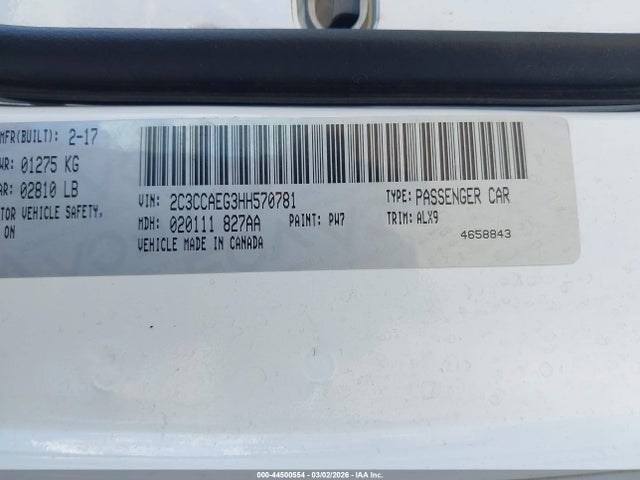 MFR(BUILT): 2-17
WR: 01275 KG
AR: 02810 LB
TOR VEHICLE SAFETY,
ON
VIN: 2C3CCAEG3HH570781
TYPE: PASSENGER CAR
MDH: 020111 827AA
PAINT: PW7
TRIM: ALX9
VEHICLE MADE IN CANADA
4658843
000-44500554 | 03/02/2026 - IAA Inc.